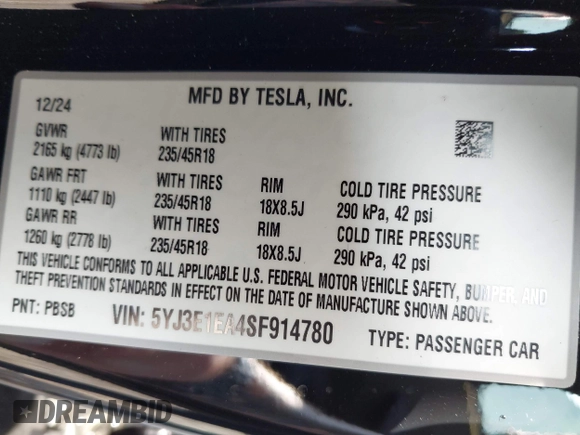 MFD BY TESLA, INC.
12/24
GVWR WITH TIRES
2165 kg (4773 lb) 235/45R18
GAWR FRT WITH TIRES RIM COLD TIRE PRESSURE
1110 kg (2447 lb) 235/45R18 18X8.5J 290 kPa, 42 psi
GAWR RR WITH TIRES RIM COLD TIRE PRESSURE
1260 kg (2778 lb) 235/45R18 18X8.5J 290 kPa, 42 psi
THIS VEHICLE CONFORMS TO ALL APPLICABLE U.S. FEDERAL MOTOR VEHICLE SAFETY, BUMPER, AND
THEFT PREVENTION STANDARDS IN EFFECT ON THE DATE OF MANUFACTURE SHOWN ABOVE.
PNT: PBSB VIN: 5YJ3E1EA4SF914780 TYPE: PASSENGER CAR
DREAMBID